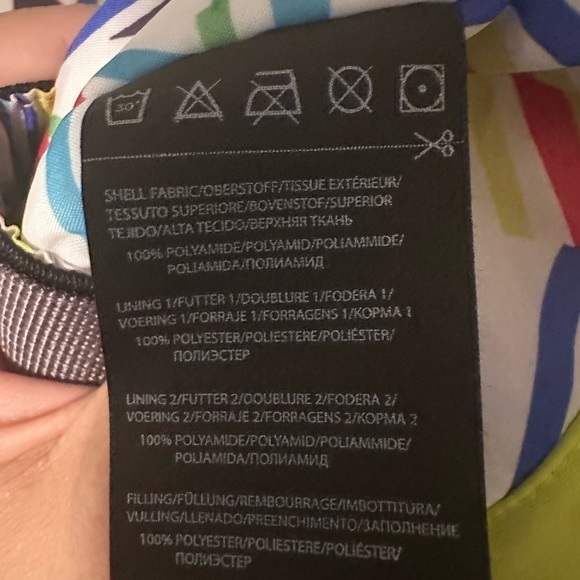 30°
SHELL FABRIC/OBERSTOFF/TISSUE EXTÉRIEUR/
TESSUTO SUPERIORE/BOVENSTOF/SUPERIOR
TEJIDO/ALTA TECIDO/ВЕРХНЯЯ ТКАНЬ
100% POLYAMIDE/POLYAMID/POLIAMMIDE/
POLIAMIDA/ПОЛИАМИД
LINING 1/FUTTER 1/DOUBLURE 1/FODERA 1/
VOERING 1/FORRAJE 1/FORRAGENS 1/КОРМА 1
100% POLYESTER/POLIESTERE/POLIÉSTER/
ПОЛИЭСТЕР
LINING 2/FUTTER 2/DOUBLURE 2/FODERA 2/
VOERING 2/FORRAJE 2/FORRAGENS 2/КОРМА 2
100% POLYAMIDE/POLYAMID/POLIAMMIDE/
POLIAMIDA/ПОЛИАМИД
FILLING/FÜLLUNG/REMBOURRAGE/IMBOTTITURA/
VULLING/LLENADO/PREENCHIMENTO/ЗАПОЛНЕНИЕ
100% POLYESTER/POLIESTERE/POLIÉSTER/
ПОЛИЭСТЕР